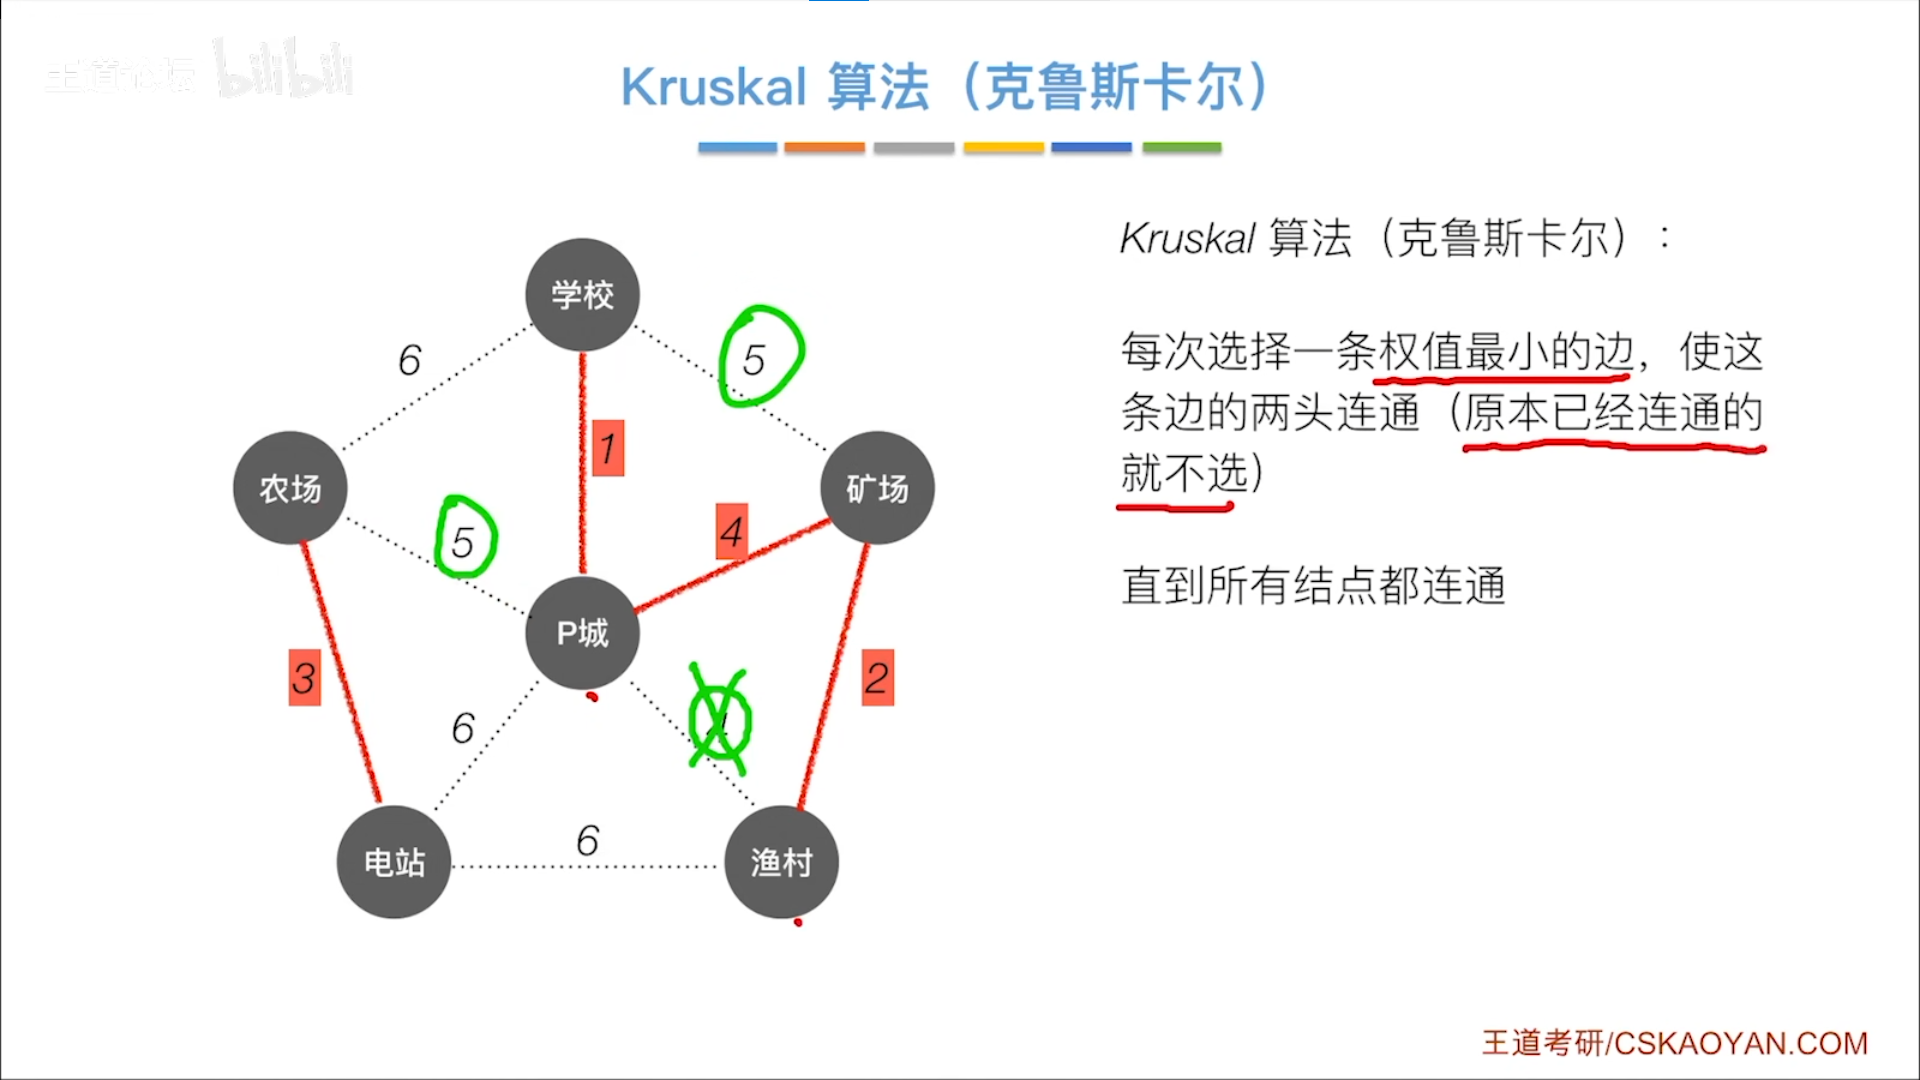 王道论坛 bilibili
Kruskal 算法（克鲁斯卡尔）
Kruskal 算法（克鲁斯卡尔）：
每次选择一条权值最小的边，使这
条边的两头连通（原本已经连通的
就不选）
直到所有结点都连通
学校
6
5
1
农场
矿场
5
4
P城
3
2
6
4
6
电站
渔村
王道考研/CSKAOYAN.COM